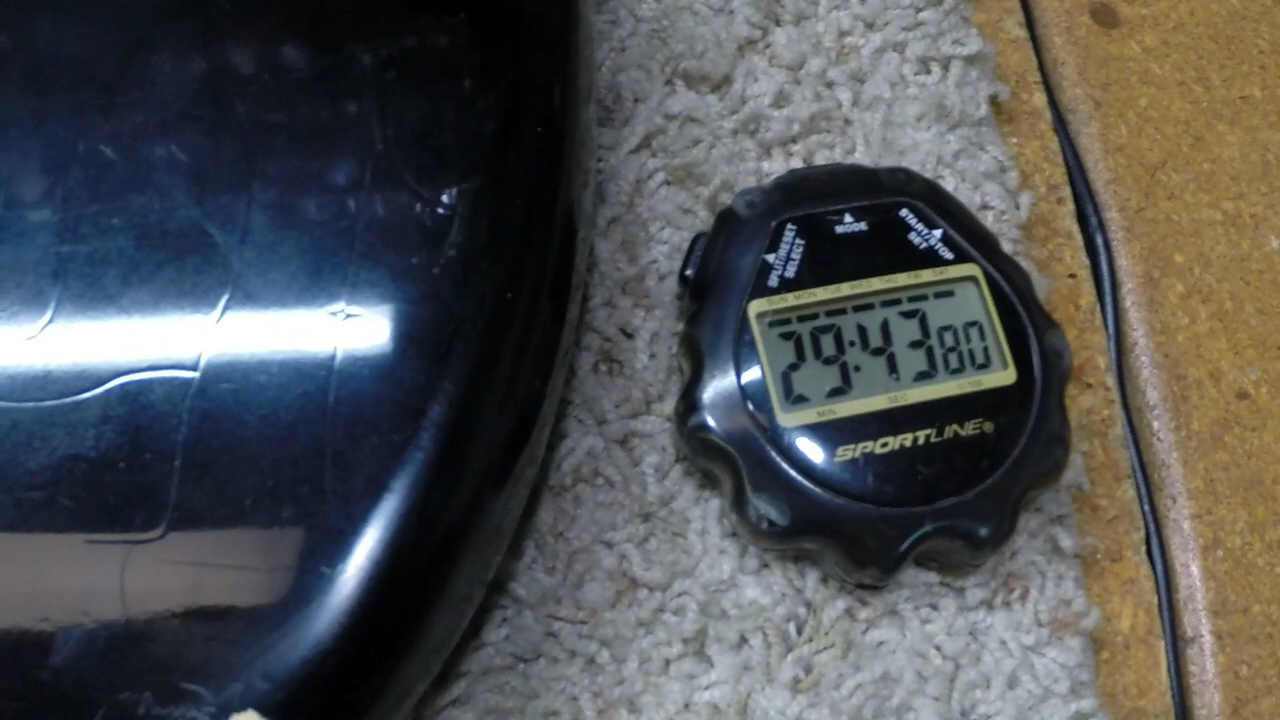 SPLIT/RESET
SELECT
MODE
START/STOP
SET
SUN MON TUE WED THU FRI SAT
29:43 80
MIN SEC 1/100
SPORTLINE®